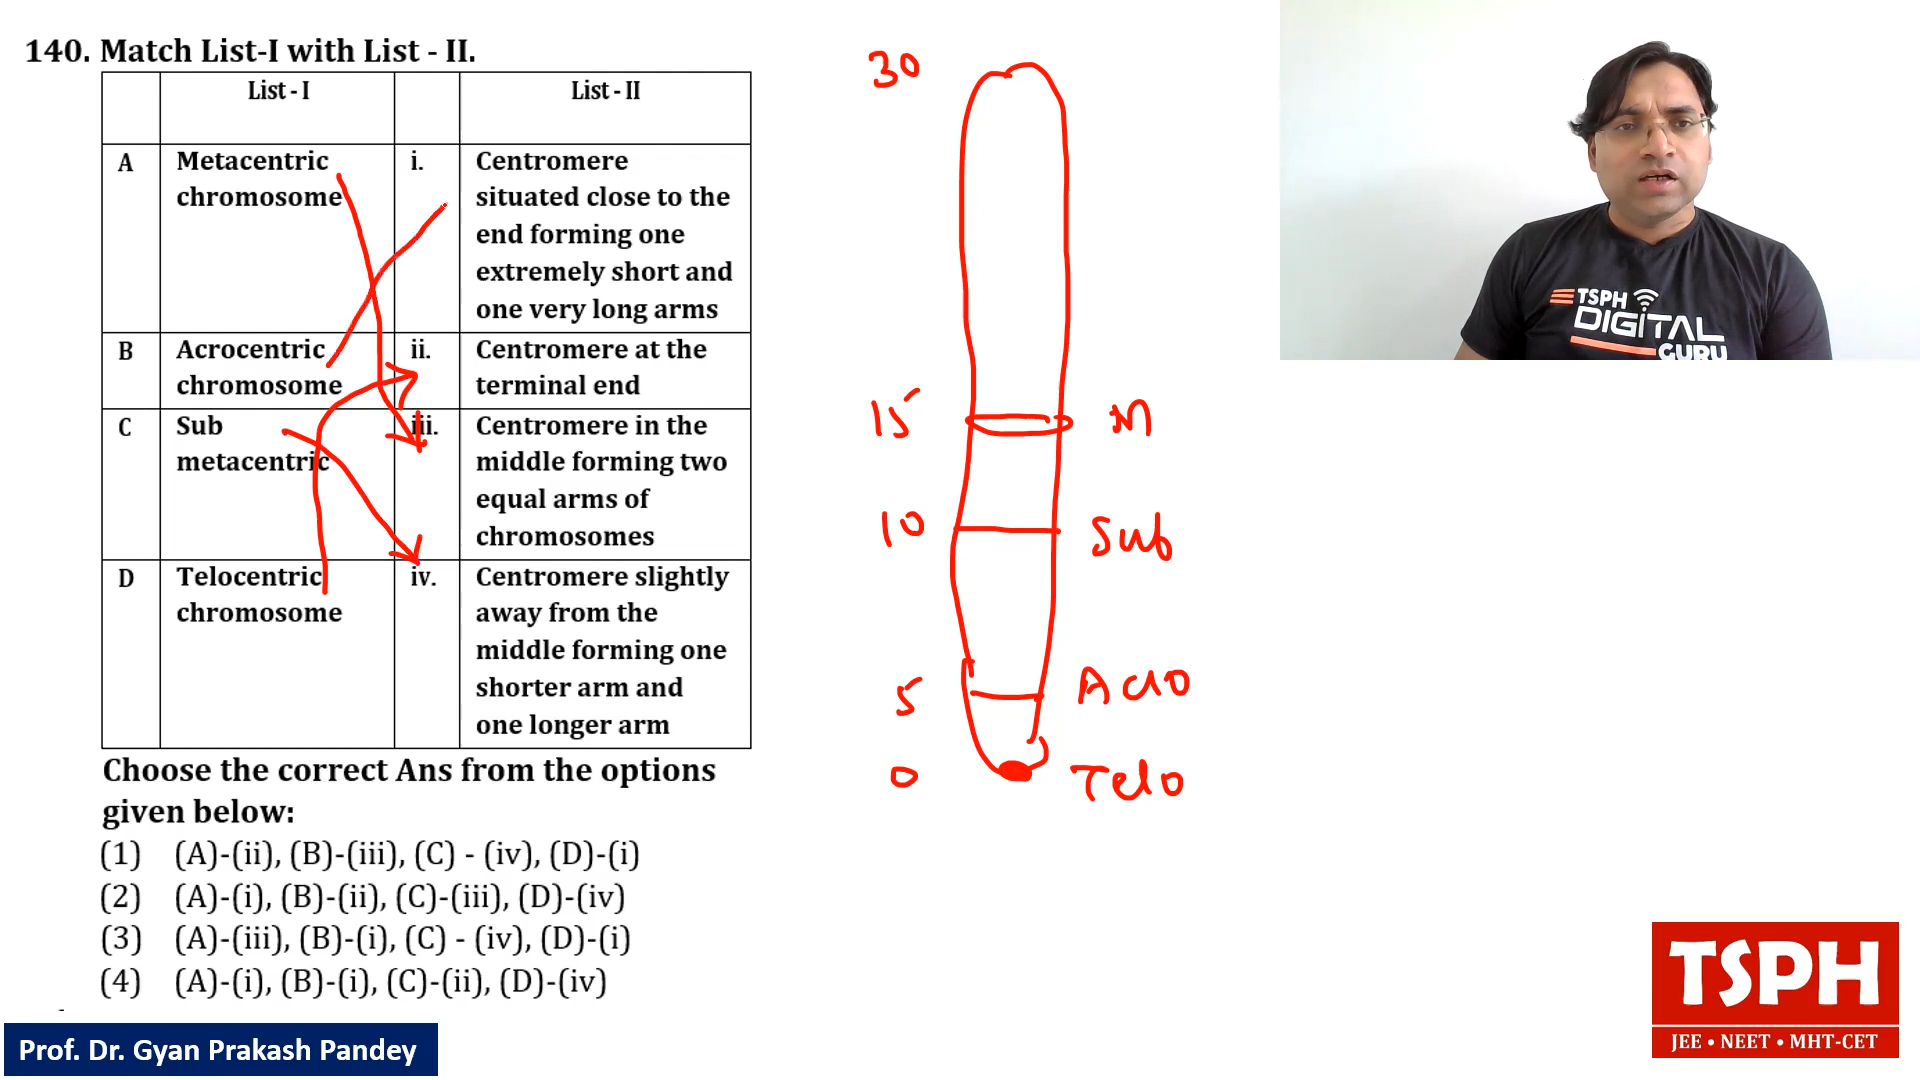 140. Match List-I with List - II.
List - I
List - II
A
Metacentric
chromosome
i.
Centromere
situated close to the
end forming one
extremely short and
one very long arms
B
Acrocentric
chromosome
ii.
Centromere at the
terminal end
C
Sub
metacentric
iii.
Centromere in the
middle forming two
equal arms of
chromosomes
D
Telocentric
chromosome
iv.
Centromere slightly
away from the
middle forming one
shorter arm and
one longer arm
Choose the correct Ans from the options
given below:
(1) (A)-(ii), (B)-(iii), (C) - (iv), (D)-(i)
(2) (A)-(i), (B)-(ii), (C)-(iii), (D)-(iv)
(3) (A)-(iii), (B)-(i), (C) - (iv), (D)-(i)
(4) (A)-(i), (B)-(i), (C)-(ii), (D)-(iv)
Prof. Dr. Gyan Prakash Pandey
30
15 M
10 Sub
5 Acro
0 Telo
TSPH
DIGITAL
GURU
TSPH
JEE • NEET • MHT-CET